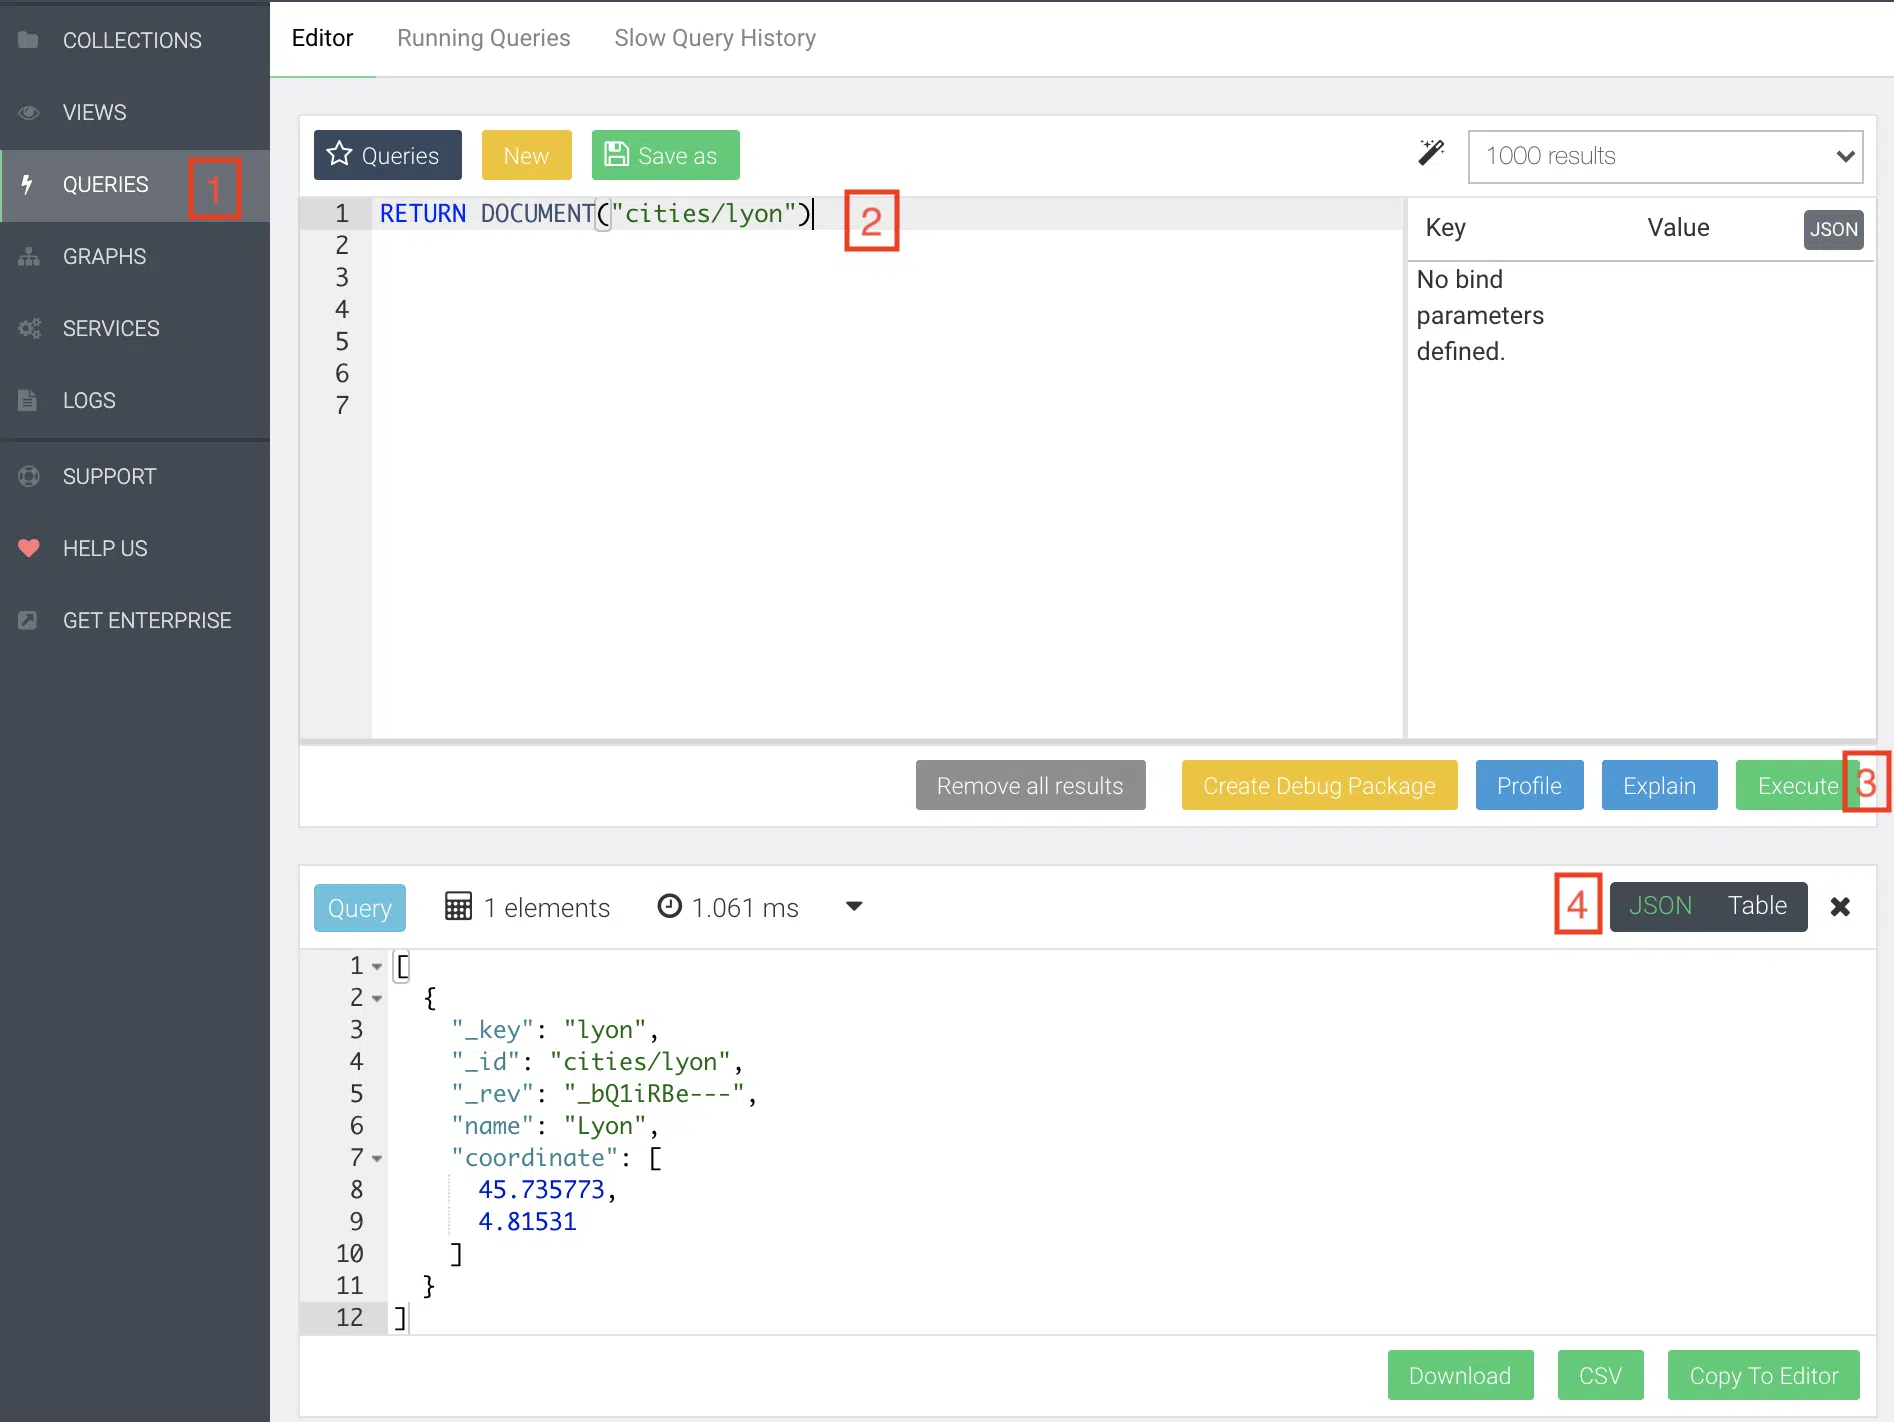 COLLECTIONS
VIEWS
QUERIES 1
GRAPHS
SERVICES
LOGS
SUPPORT
HELP US
GET ENTERPRISE
Editor Running Queries Slow Query History
Queries New Save as 1000 results
1 RETURN DOCUMENT("cities/lyon") 2
2
3
4
5
6
7
Key Value JSON
No bind
parameters
defined.
Remove all results Create Debug Package Profile Explain Execute 3
Query 1 elements 1.061 ms 4 JSON Table
1 [
2 {
3 "_key": "lyon",
4 "_id": "cities/lyon",
5 "_rev": "_bQ1iRBe---",
6 "name": "Lyon",
7 "coordinate": [
8 45.735773,
9 4.81531
10 ]
11 }
12 ]
Download CSV Copy To Editor